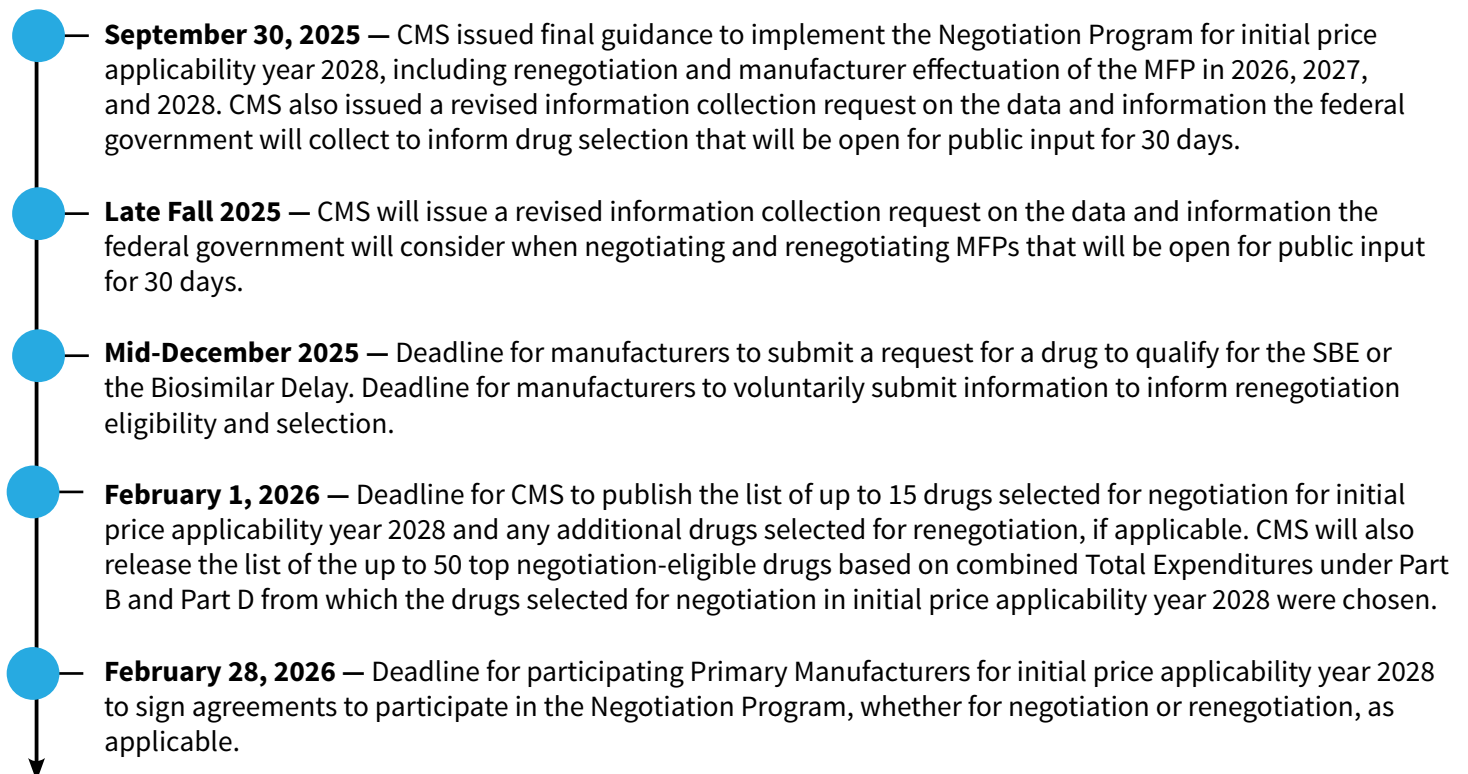 September 30, 2025 — CMS issued final guidance to implement the Negotiation Program for initial price
applicability year 2028, including renegotiation and manufacturer effectuation of the MFP in 2026, 2027,
and 2028. CMS also issued a revised information collection request on the data and information the federal
government will collect to inform drug selection that will be open for public input for 30 days.
Late Fall 2025 — CMS will issue a revised information collection request on the data and information the
federal government will consider when negotiating and renegotiating MFPs that will be open for public input
for 30 days.
Mid-December 2025 — Deadline for manufacturers to submit a request for a drug to qualify for the SBE or
the Biosimilar Delay. Deadline for manufacturers to voluntarily submit information to inform renegotiation
eligibility and selection.
February 1, 2026 — Deadline for CMS to publish the list of up to 15 drugs selected for negotiation for initial
price applicability year 2028 and any additional drugs selected for renegotiation, if applicable. CMS will also
release the list of the up to 50 top negotiation-eligible drugs based on combined Total Expenditures under Part
B and Part D from which the drugs selected for negotiation in initial price applicability year 2028 were chosen.
February 28, 2026 — Deadline for participating Primary Manufacturers for initial price applicability year 2028
to sign agreements to participate in the Negotiation Program, whether for negotiation or renegotiation, as
applicable.